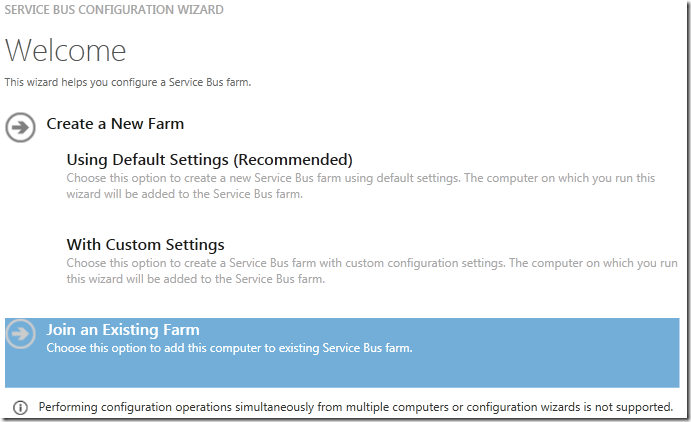 SERVICE BUS CONFIGURATION WIZARD
Welcome
This wizard helps you configure a Service Bus farm.
Create a New Farm
Using Default Settings (Recommended)
Choose this option to create a new Service Bus farm using default settings. The computer on which you run this
wizard will be added to the Service Bus farm.
With Custom Settings
Choose this option to create a Service Bus farm with custom configuration settings. The computer on which you run
this wizard will be added to the Service Bus farm.
Join an Existing Farm
Choose this option to add this computer to existing Service Bus farm.
Performing configuration operations simultaneously from multiple computers or configuration wizards is not supported.